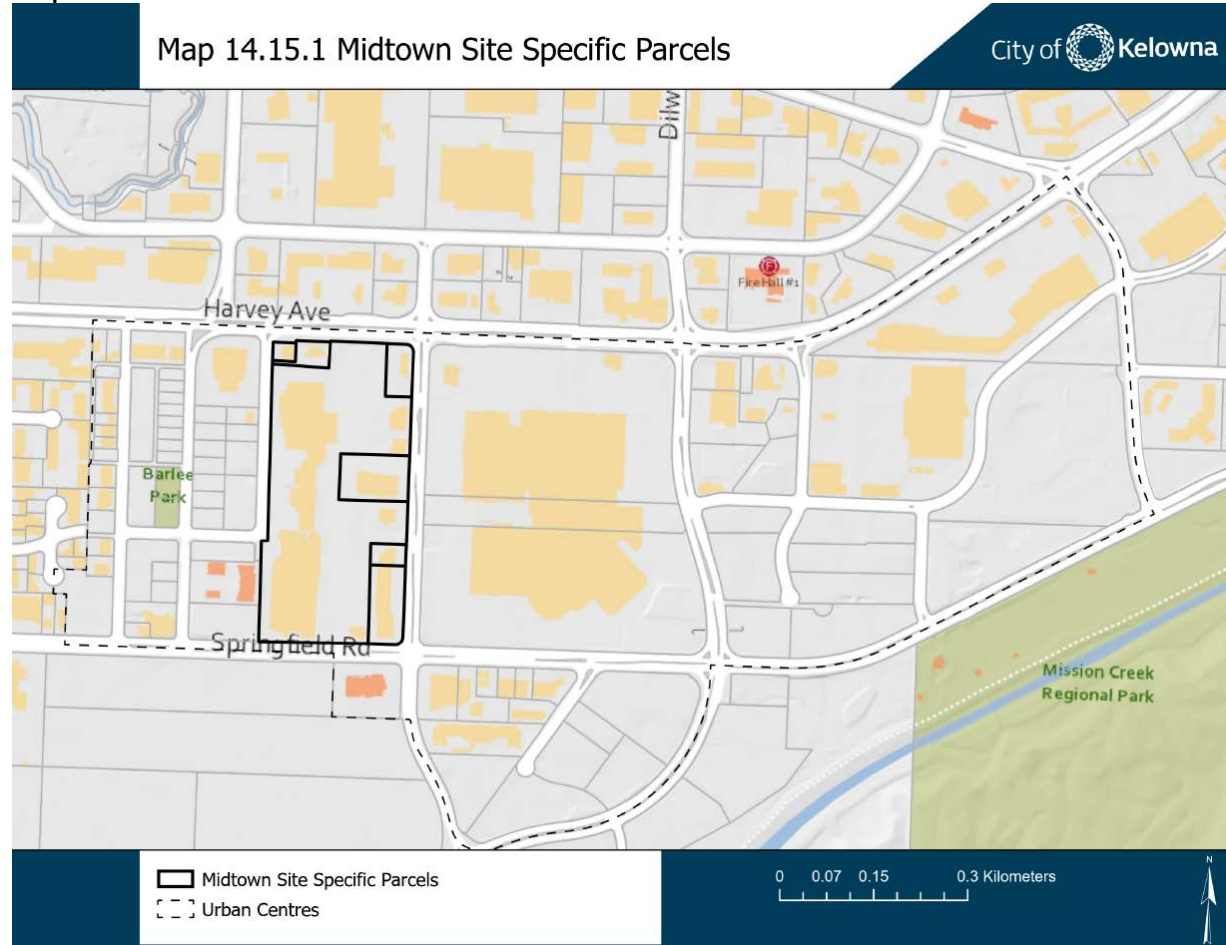 Map 14.15.1 Midtown Site Specific Parcels
City of Kelowna
Dilw
Fire Hall #1
Harvey Ave
Barlee
Park
Springfield Rd
Mission Creek
Regional Park
Midtown Site Specific Parcels
Urban Centres
0 0.07 0.15 0.3 Kilometers
N